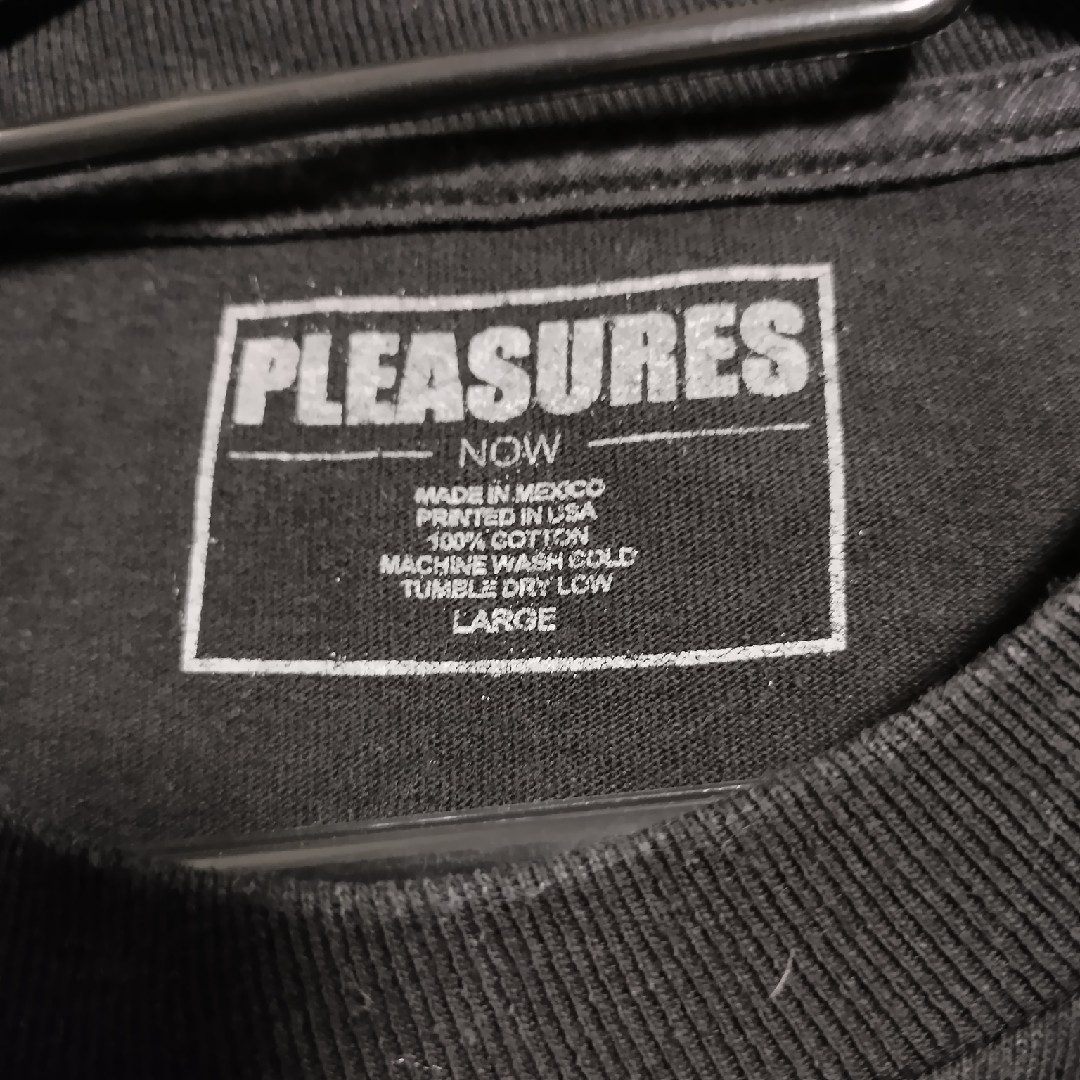 PLEASURES
NOW
MADE IN MEXICO
PRINTED IN USA
100% COTTON
MACHINE WASH COLD
TUMBLE DRY LOW
LARGE